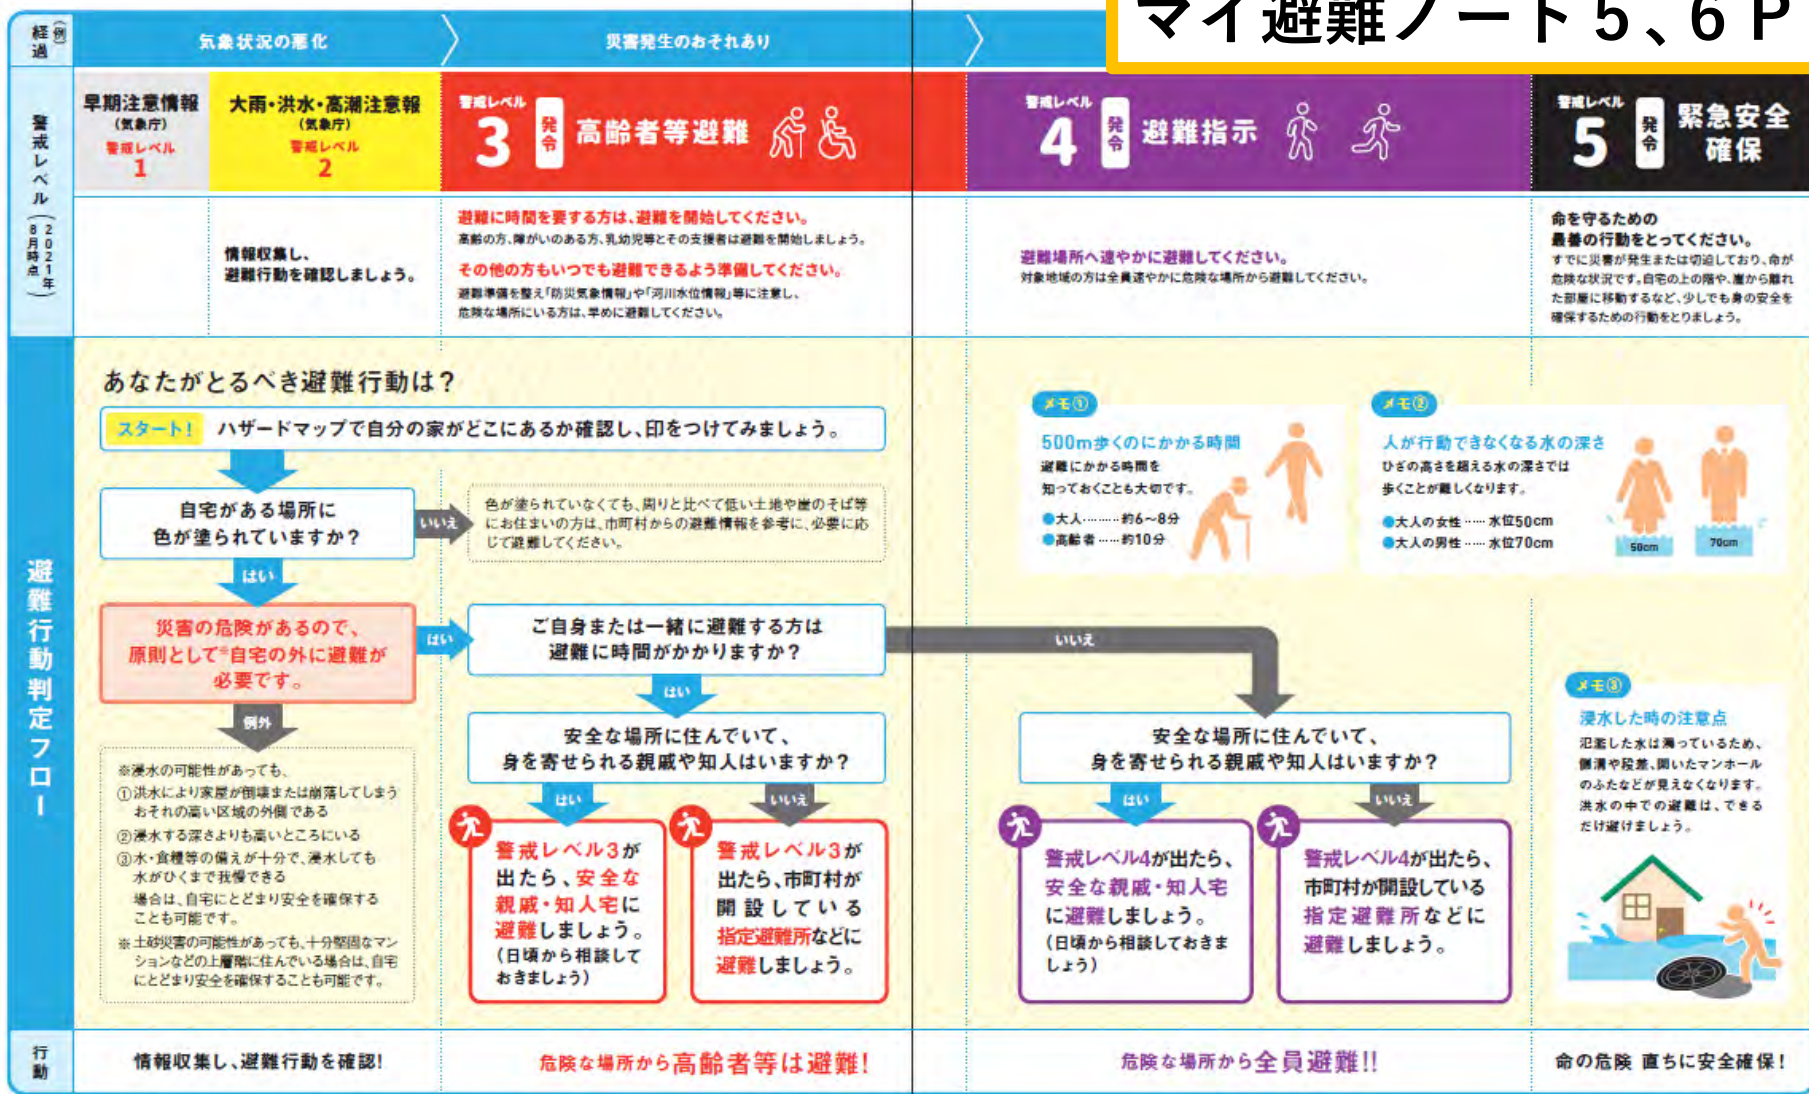 マイ避難ノート5、6P
経過(例)
気象状況の悪化
災害発生のおそれあり
警戒レベル(2021年8月時点)
早期注意情報
(気象庁)
警戒レベル
1
大雨・洪水・高潮注意報
(気象庁)
警戒レベル
2
警戒レベル
3
発令
高齢者等避難
警戒レベル
4
発令
避難指示
警戒レベル
5
発令
緊急安全
確保
情報収集し、
避難行動を確認しましょう。
避難に時間を要する方は、避難を開始してください。
高齢の方、障がいのある方、乳幼児等とその支援者は避難を開始しましょう。
その他の方もいつでも避難できるよう準備してください。
避難準備を整え「防災気象情報」や「河川水位情報」等に注意し、
危険な場所にいる方は、早めに避難してください。
避難場所へ速やかに避難してください。
対象地域の方は全員速やかに危険な場所から避難してください。
命を守るための
最善の行動をとってください。
すでに災害が発生または切迫しており、命が
危険な状況です。自宅の上の階や、崖から離れ
た部屋に移動するなど、少しでも身の安全を
確保するための行動をとりましょう。
避難行動判定フロー
あなたがとるべき避難行動は?
スタート! ハザードマップで自分の家がどこにあるか確認し、印をつけてみましょう。
自宅がある場所に
色が塗られていますか?
いいえ
色が塗られていなくても、周りと比べて低い土地や崖のそば等
にお住まいの方は、市町村からの避難情報を参考に、必要に応
じて避難してください。
はい
災害の危険があるので、
原則として※自宅の外に避難が
必要です。
はい
ご自身または一緒に避難する方は
避難に時間がかかりますか?
いいえ
例外
※浸水の可能性があっても、
①洪水により家屋が倒壊または崩落してしまう
おそれの高い区域の外側である
②浸水する深さよりも高いところにいる
③水・食糧等の備えが十分で、浸水しても
水がひくまで我慢できる
場合は、自宅にとどまり安全を確保する
ことも可能です。
※土砂災害の可能性があっても、十分堅固なマン
ションなどの上層階に住んでいる場合は、自宅
にとどまり安全を確保することも可能です。
はい
安全な場所に住んでいて、
身を寄せられる親戚や知人はいますか?
はい
いいえ
警戒レベル3が
出たら、安全な
親戚・知人宅に
避難しましょう。
(日頃から相談して
おきましょう)
警戒レベル3が
出たら、市町村が
開設している
指定避難所などに
避難しましょう。
安全な場所に住んでいて、
身を寄せられる親戚や知人はいますか?
はい
いいえ
警戒レベル4が出たら、
安全な親戚・知人宅
に避難しましょう。
(日頃から相談しておきま
しょう)
警戒レベル4が出たら、
市町村が開設している
指定避難所などに
避難しましょう。
メモ①
500m歩くのにかかる時間
避難にかかる時間を
知っておくことも大切です。
●大人………約6~8分
●高齢者……約10分
メモ②
人が行動できなくなる水の深さ
ひざの高さを超える水の深さでは
歩くことが難しくなります。
●大人の女性……水位50cm
●大人の男性……水位70cm
50cm
70cm
メモ③
浸水した時の注意点
氾濫した水は濁っているため、
側溝や段差、開いたマンホール
のふたなどが見えなくなります。
洪水の中での避難は、できる
だけ避けましょう。
行動
情報収集し、避難行動を確認!
危険な場所から高齢者等は避難!
危険な場所から全員避難!!
命の危険 直ちに安全確保!